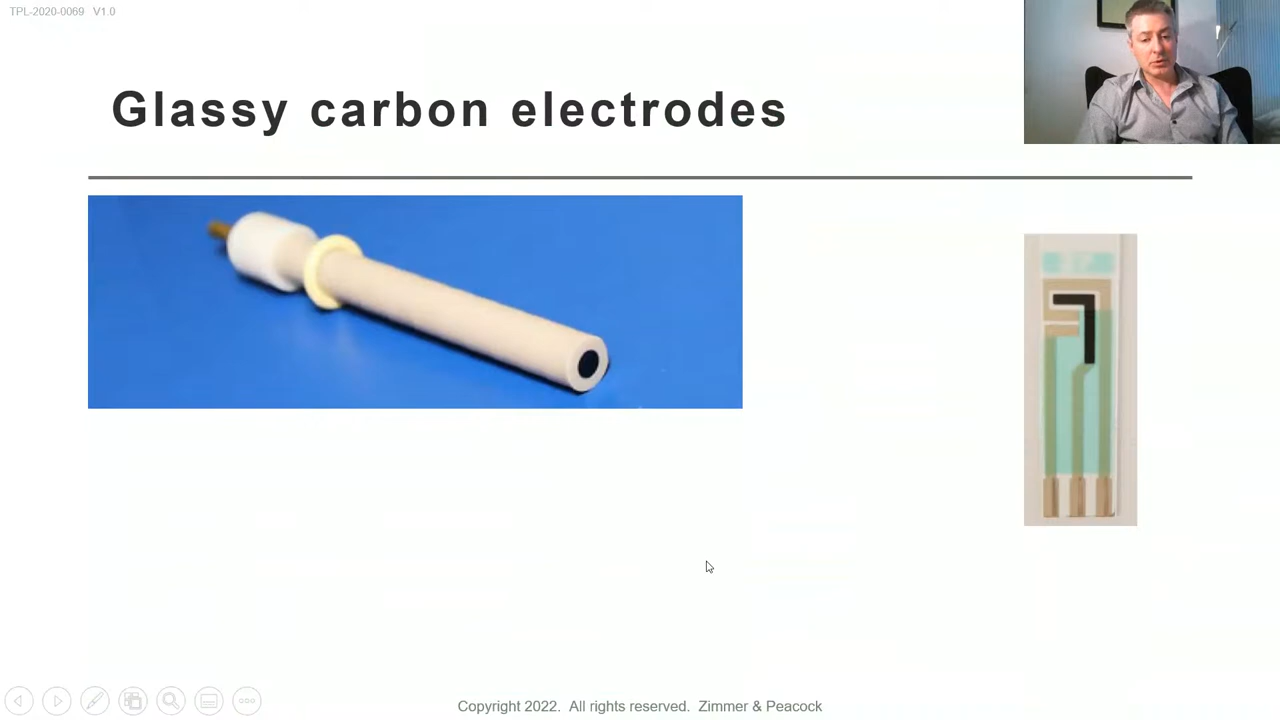 TPL-2020-0069 V1.0
Glassy carbon electrodes
Copyright 2022. All rights reserved. Zimmer & Peacock